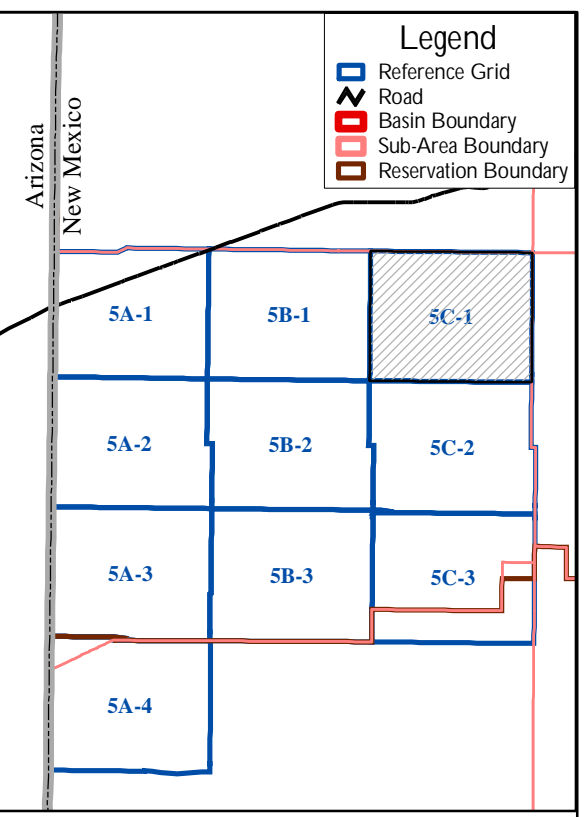 Legend
Reference Grid
Road
Basin Boundary
Sub-Area Boundary
Reservation Boundary
Arizona
New Mexico
5A-1
5B-1
5C-1
5A-2
5B-2
5C-2
5A-3
5B-3
5C-3
5A-4